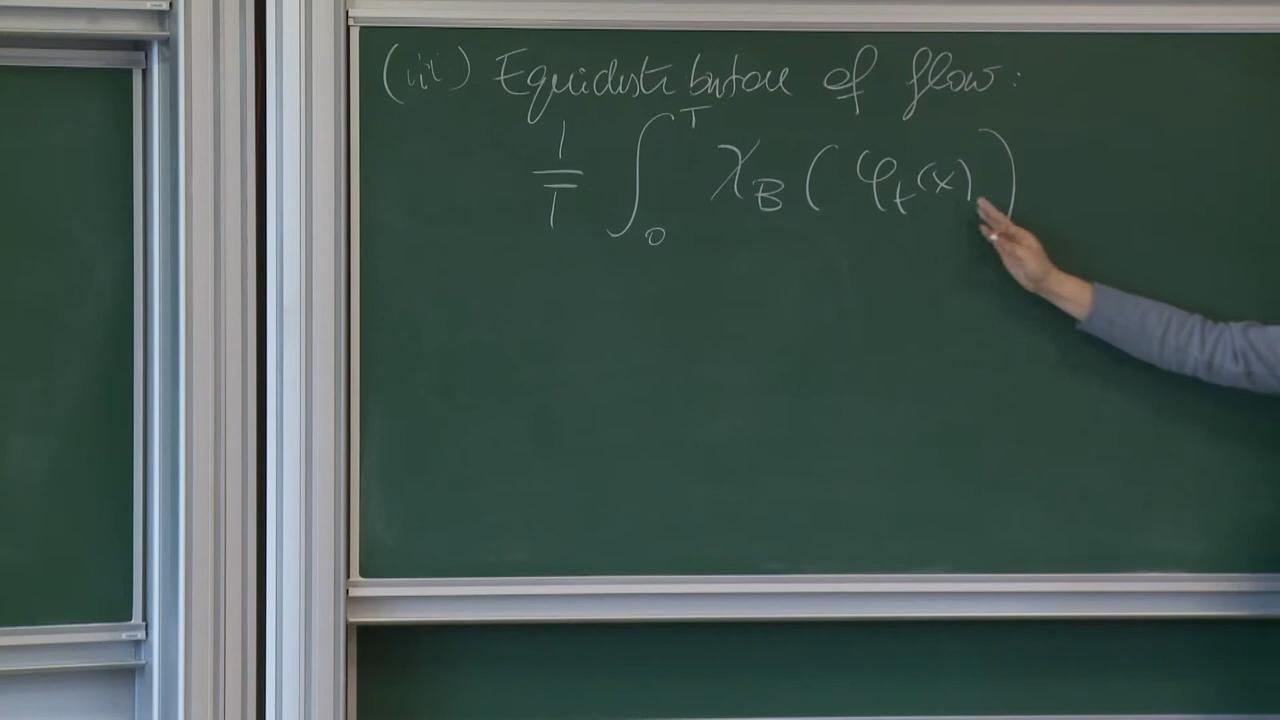 (iii) Equidistribution of flow:
1/T ∫₀ᵀ χ_B ( φ_t(x) )